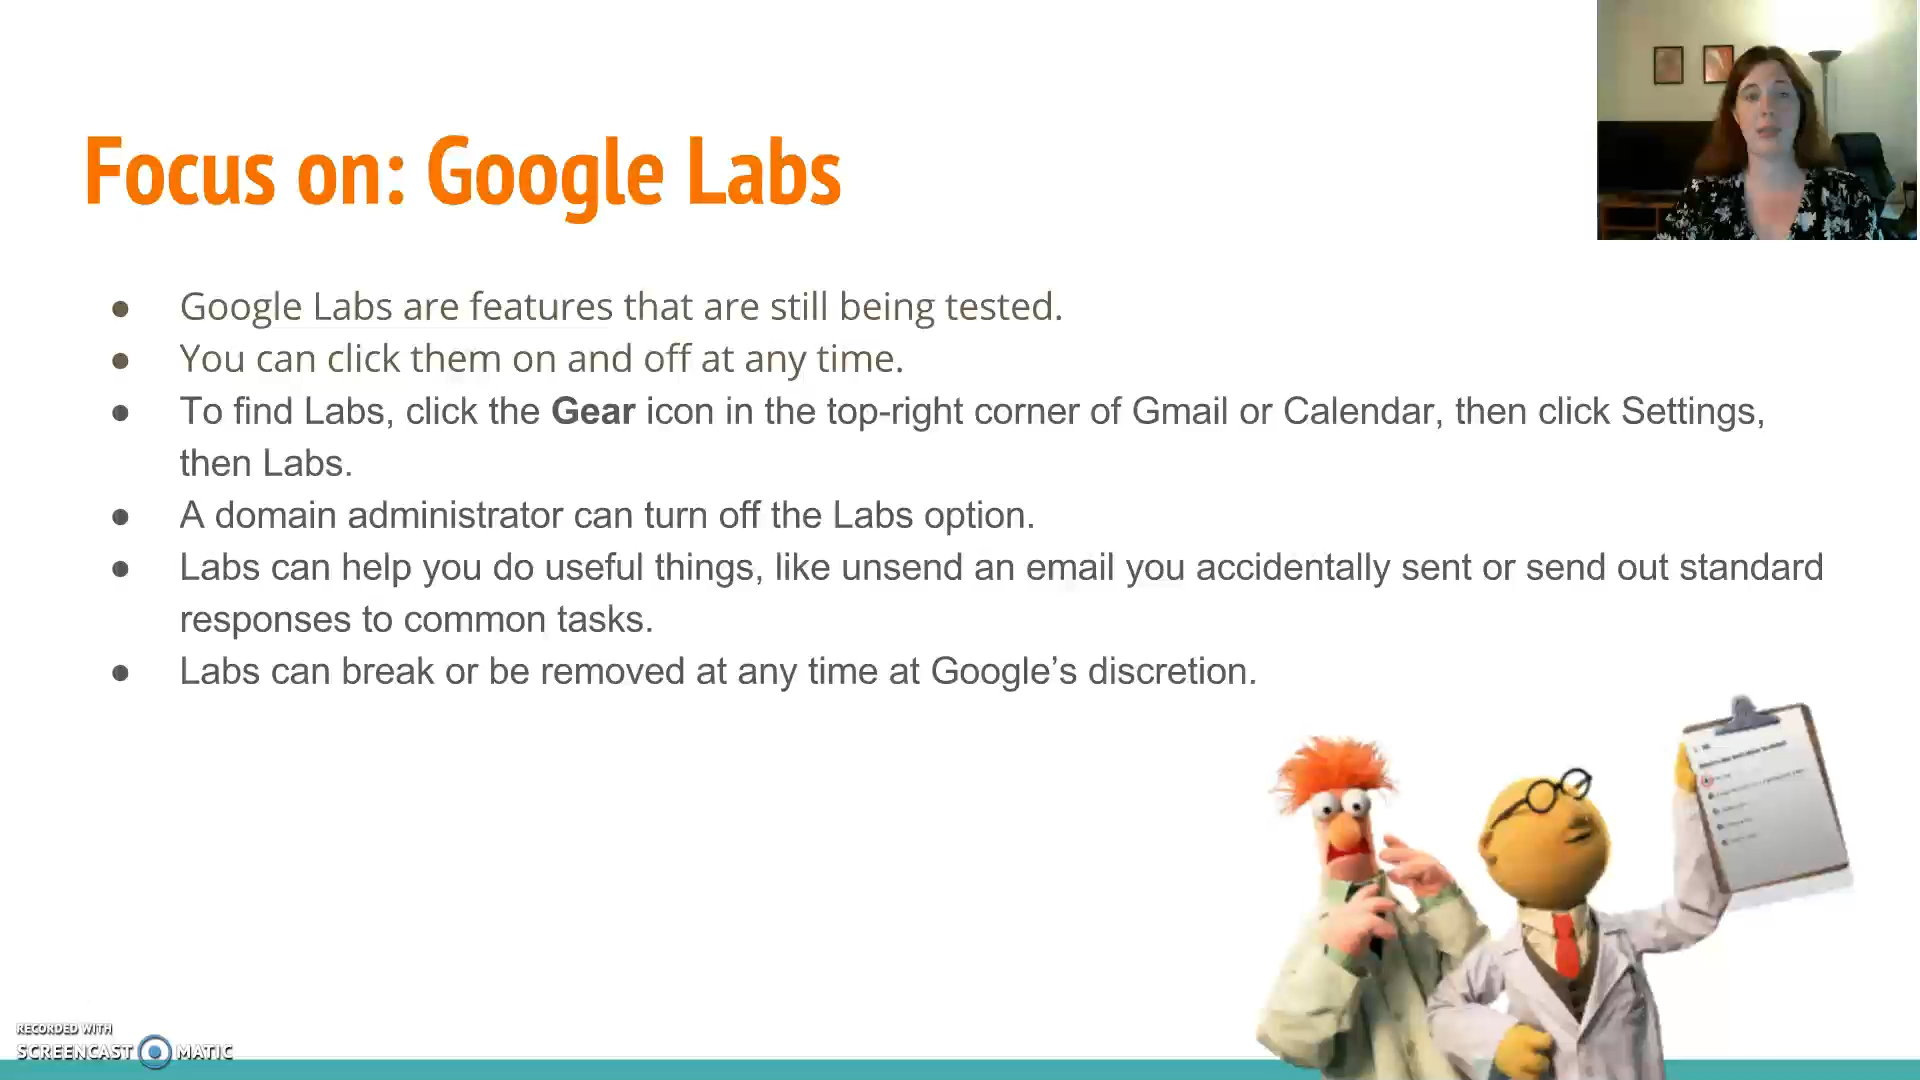 Focus on: Google Labs
● Google Labs are features that are still being tested.
● You can click them on and off at any time.
● To find Labs, click the Gear icon in the top-right corner of Gmail or Calendar, then click Settings,
then Labs.
● A domain administrator can turn off the Labs option.
● Labs can help you do useful things, like unsend an email you accidentally sent or send out standard
responses to common tasks.
● Labs can break or be removed at any time at Google’s discretion.
RECORDED WITH
SCREENCAST MATIC